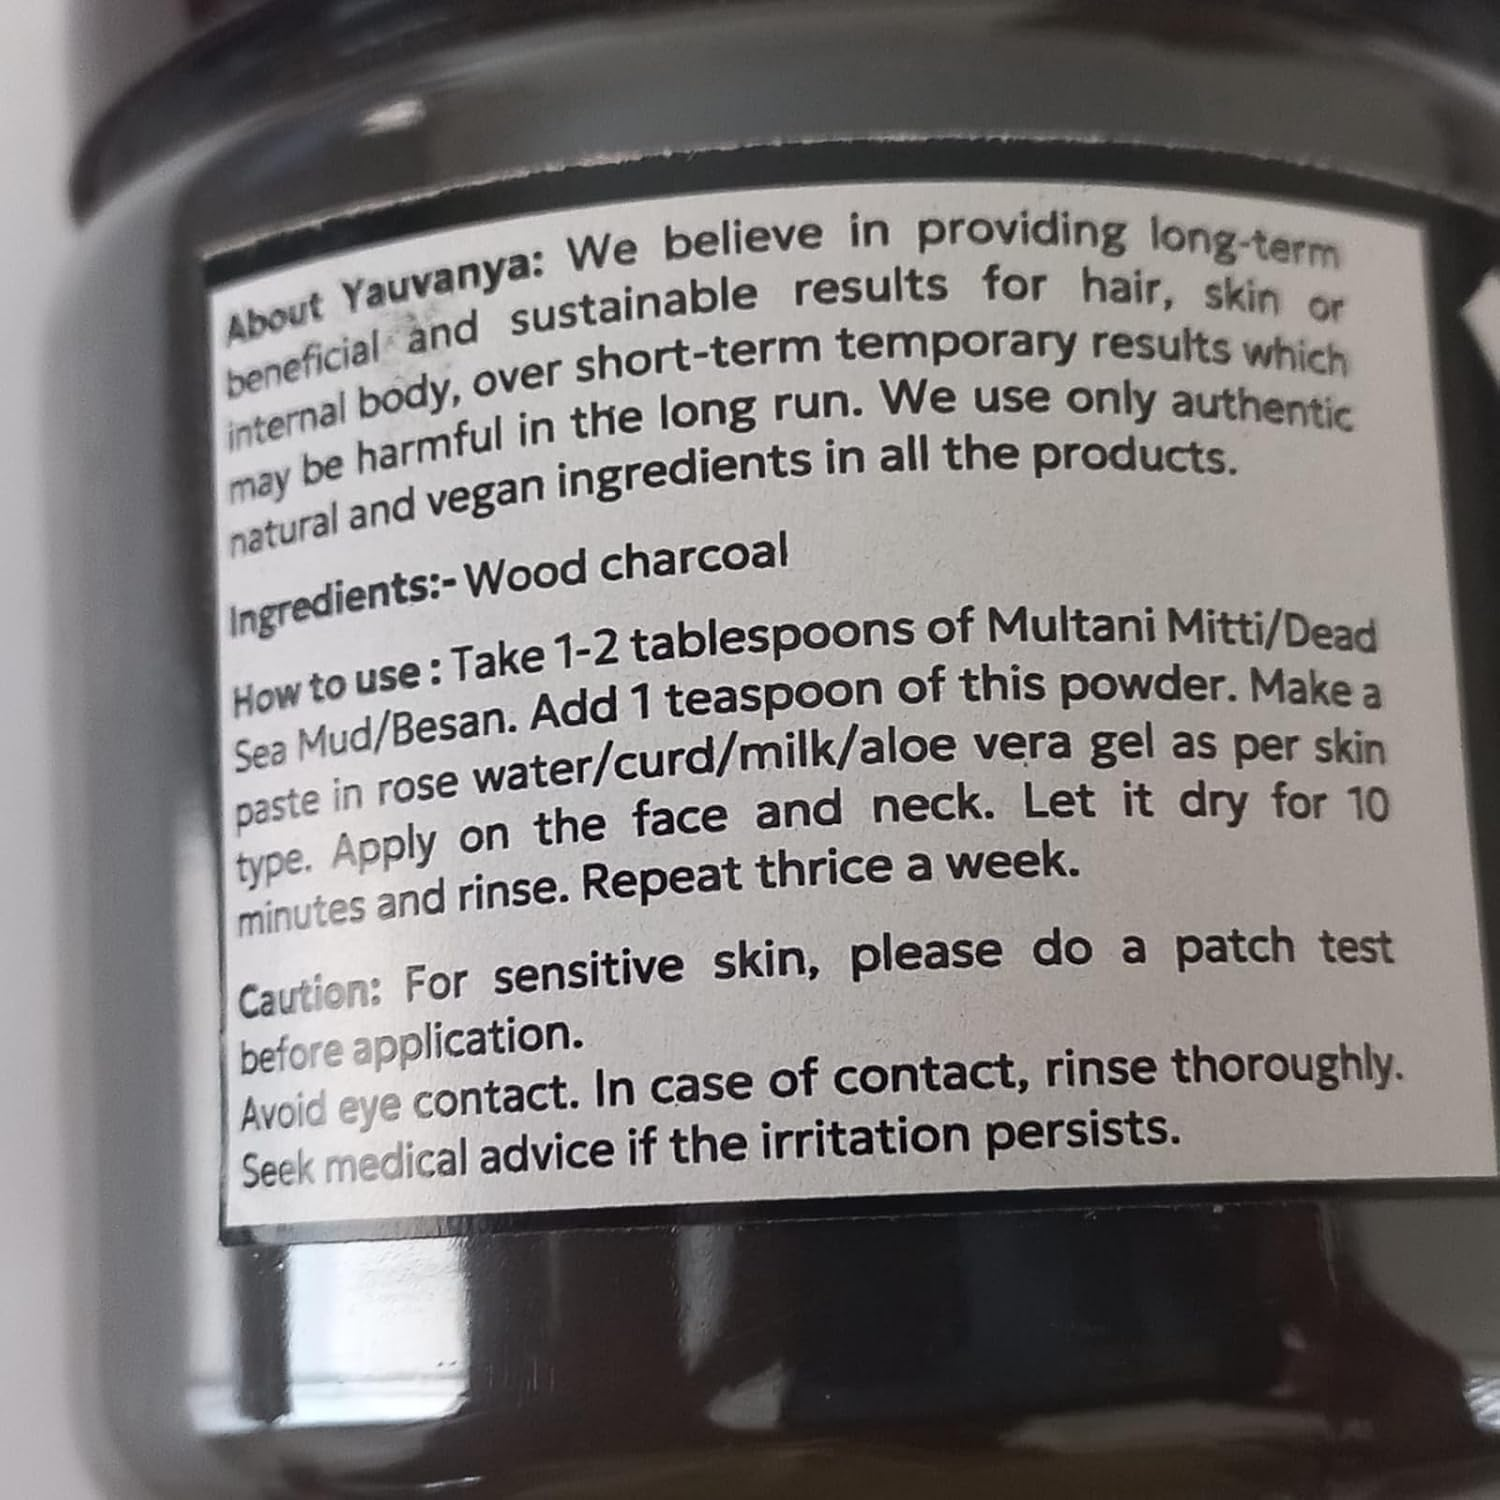 About Yauvanya: We believe in providing long-term
beneficial and sustainable results for hair, skin or
internal body, over short-term temporary results which
may be harmful in the long run. We use only authentic
natural and vegan ingredients in all the products.
Ingredients:- Wood charcoal
How to use : Take 1-2 tablespoons of Multani Mitti/Dead
Sea Mud/Besan. Add 1 teaspoon of this powder. Make a
paste in rose water/curd/milk/aloe vera gel as per skin
type. Apply on the face and neck. Let it dry for 10
minutes and rinse. Repeat thrice a week.
Caution: For sensitive skin, please do a patch test
before application.
Avoid eye contact. In case of contact, rinse thoroughly.
Seek medical advice if the irritation persists.